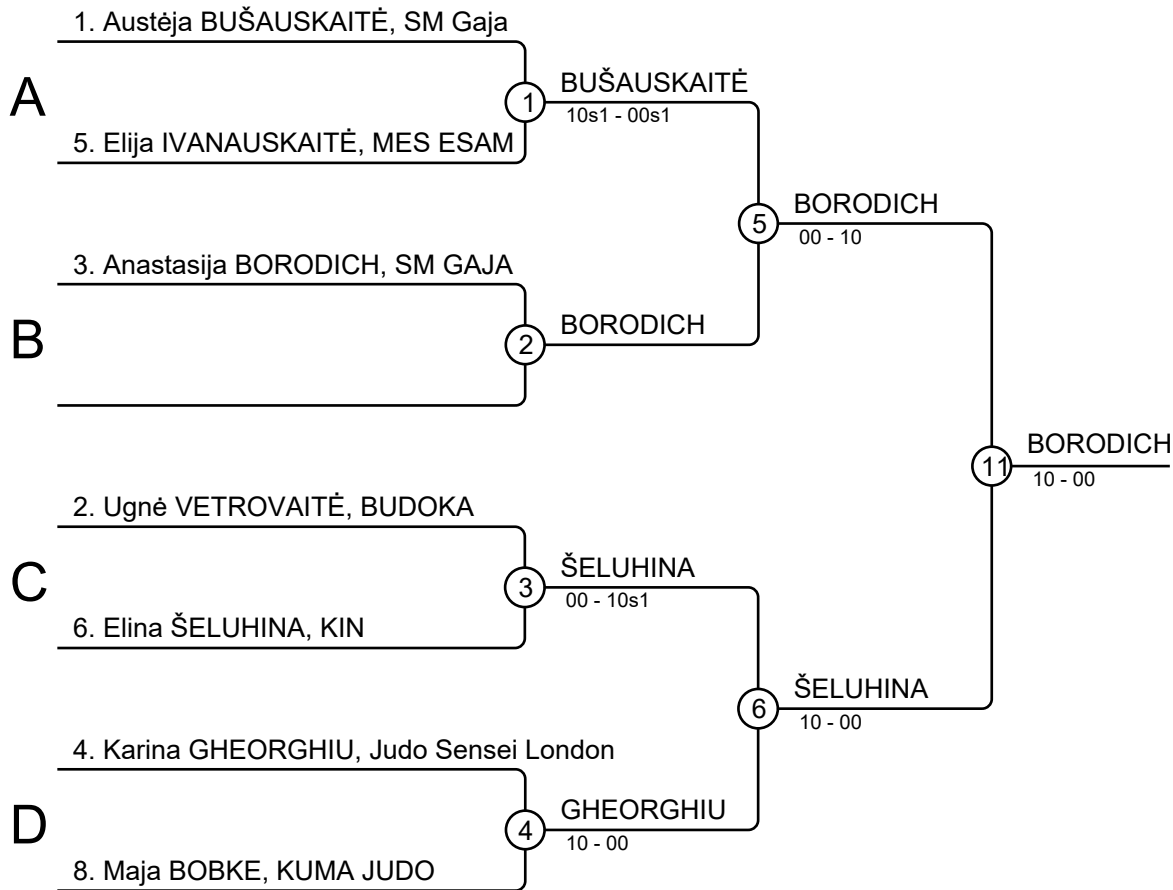 1. Austėja BUŠAUSKAITĖ, SM Gaja
A
1
BUŠAUSKAITĖ
10s1 - 00s1
5. Elija IVANAUSKAITĖ, MES ESAM
5
BORODICH
00 - 10
3. Anastasija BORODICH, SM GAJA
B
2
BORODICH
11
BORODICH
10 - 00
2. Ugnė VETROVAITĖ, BUDOKA
C
3
ŠELUHINA
00 - 10s1
6. Elina ŠELUHINA, KIN
6
ŠELUHINA
10 - 00
4. Karina GHEORGHIU, Judo Sensei London
D
4
GHEORGHIU
10 - 00
8. Maja BOBKE, KUMA JUDO